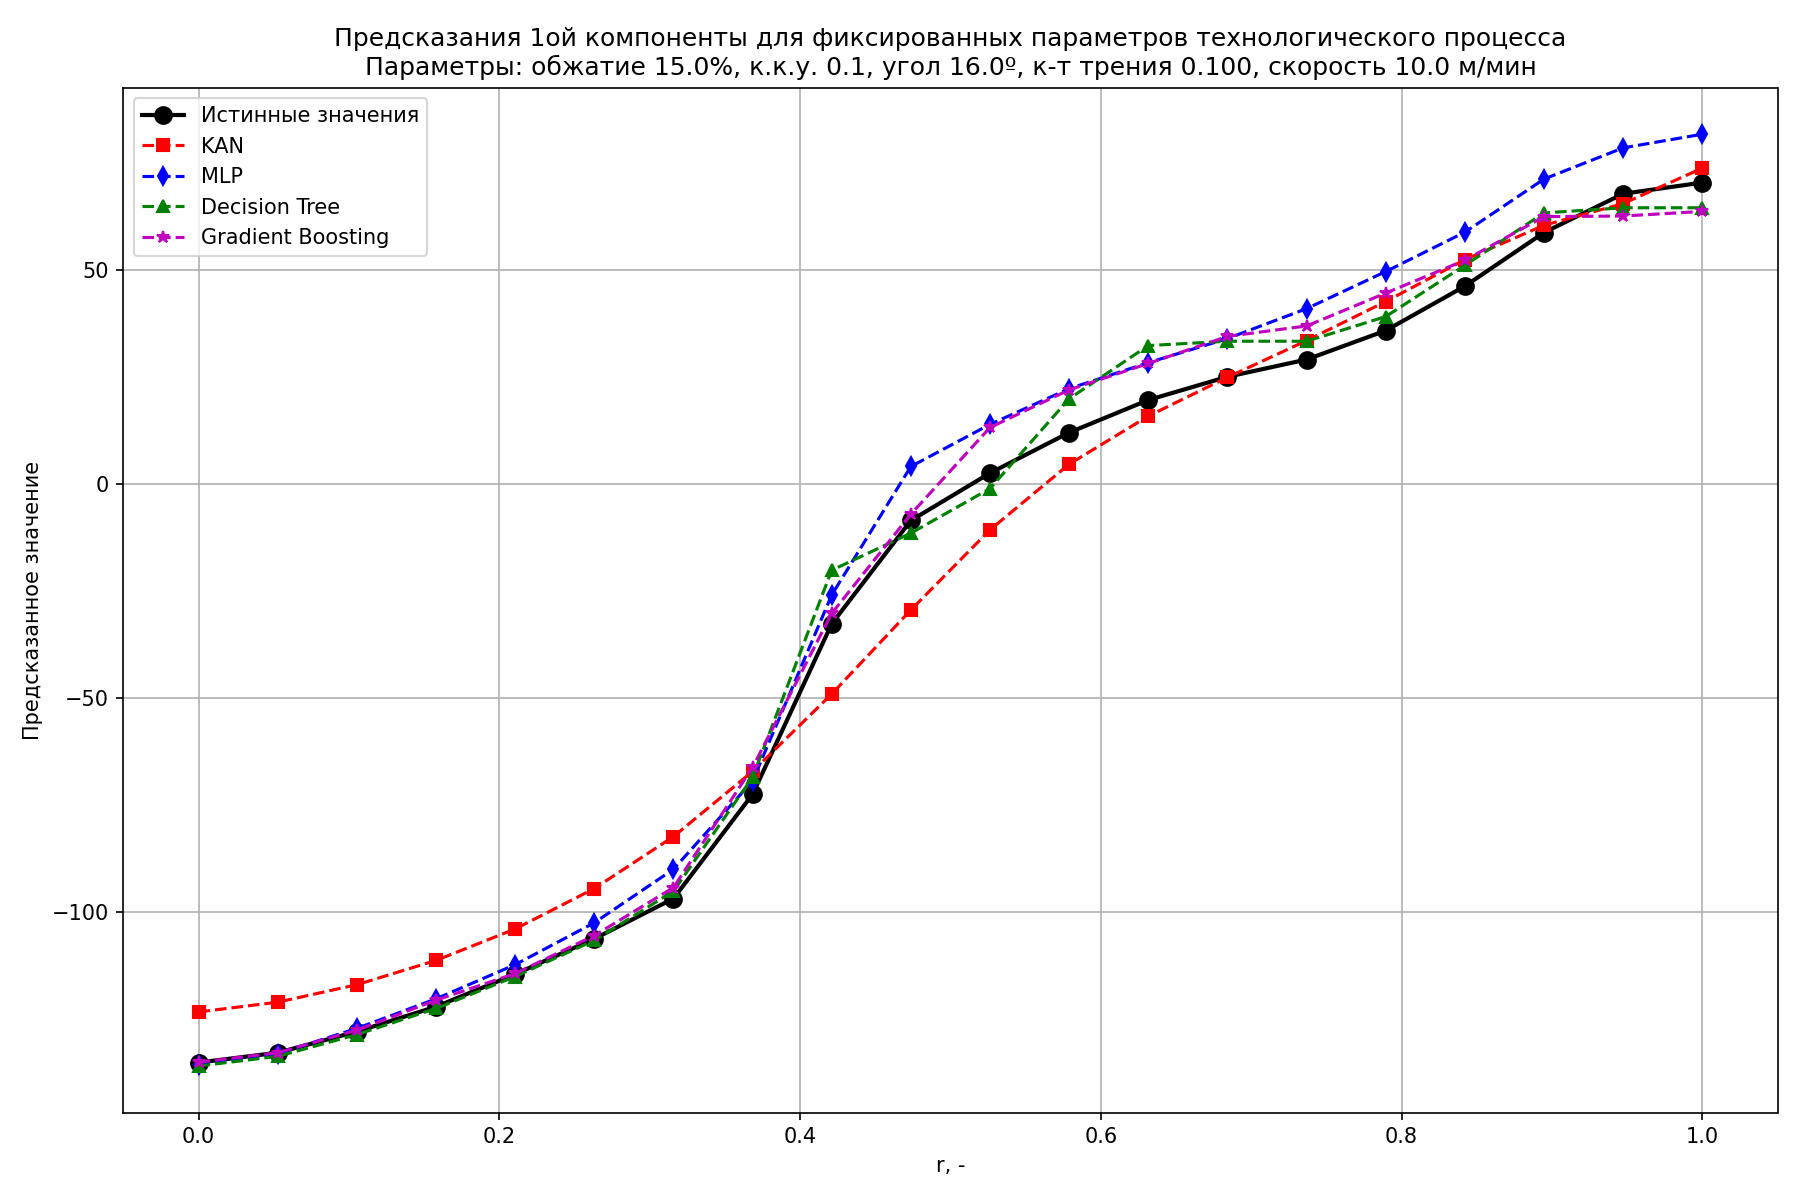 Предсказания 1ой компоненты для фиксированных параметров технологического процесса
Параметры: обжатие 15.0%, к.к.у. 0.1, угол 16.0º, к-т трения 0.100, скорость 10.0 м/мин
Истинные значения
KAN
MLP
Decision Tree
Gradient Boosting
Предсказанное значение
50
0
−50
−100
0.0
0.2
0.4
0.6
0.8
1.0
r, -